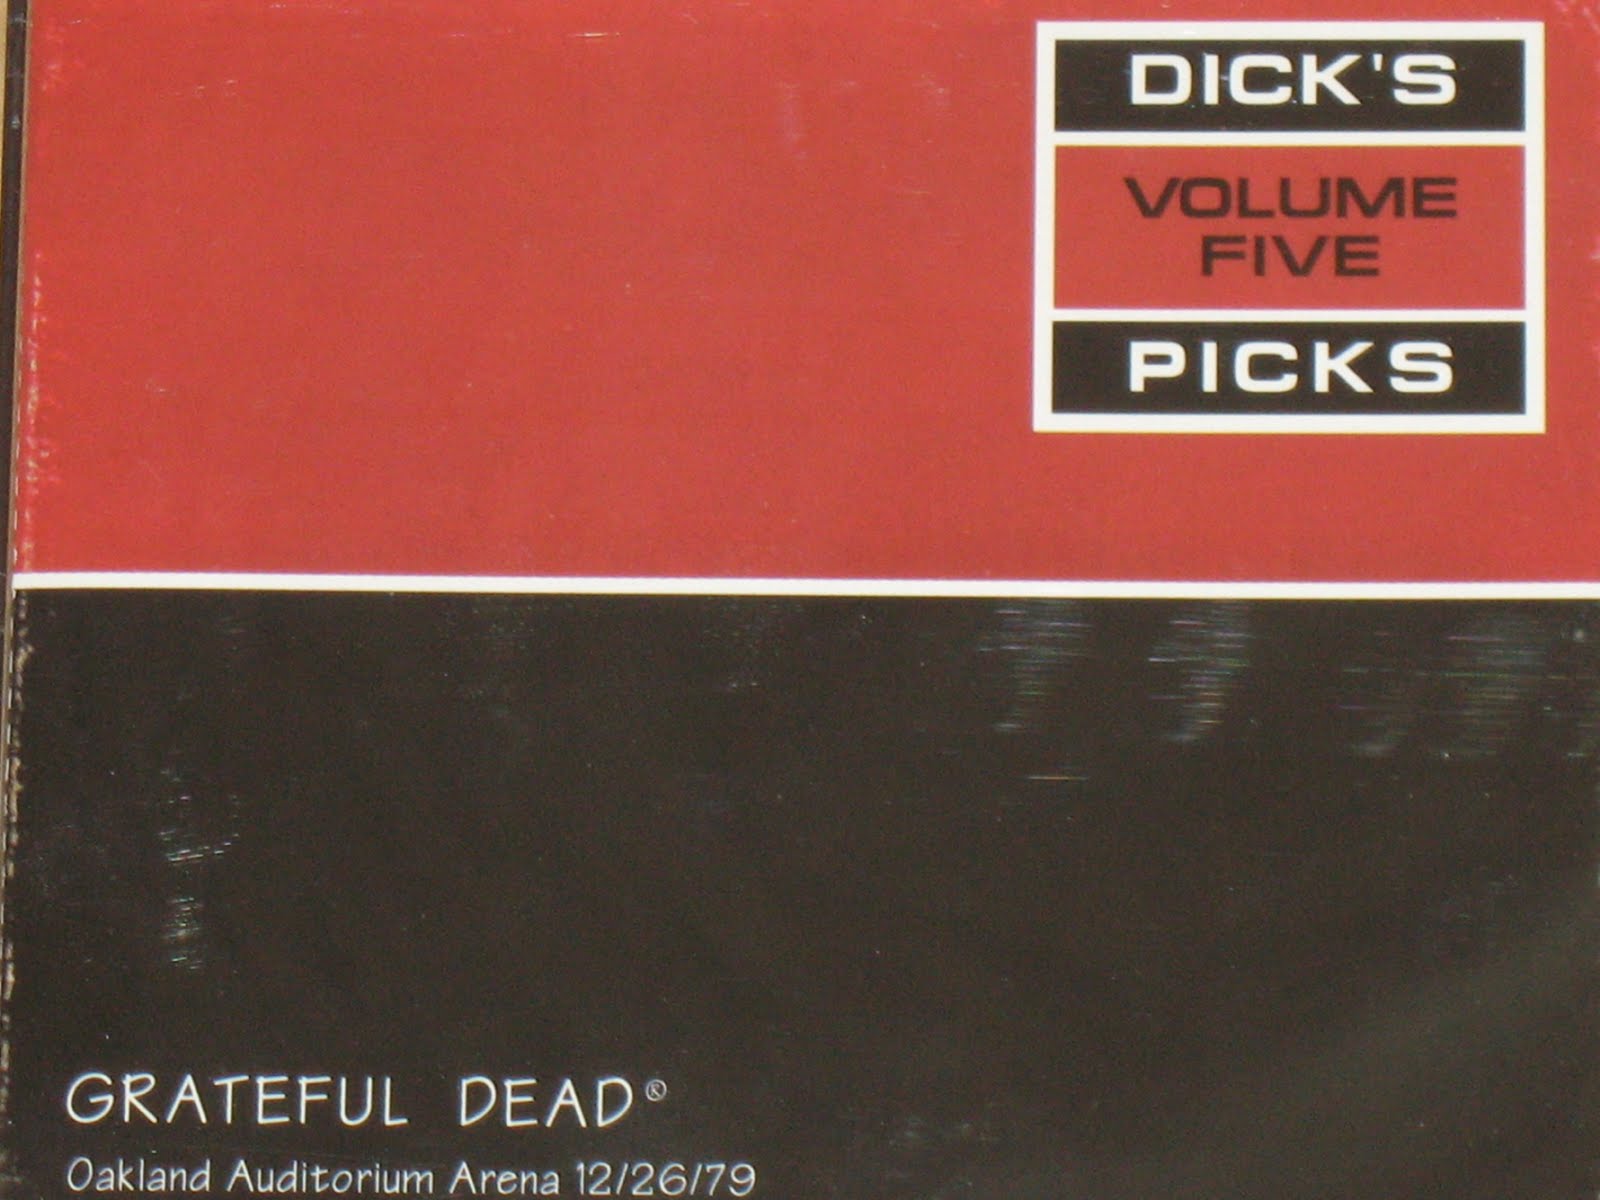 DICK'S
VOLUME
FIVE
PICKS
GRATEFUL DEAD®
Oakland Auditorium Arena 12/26/79